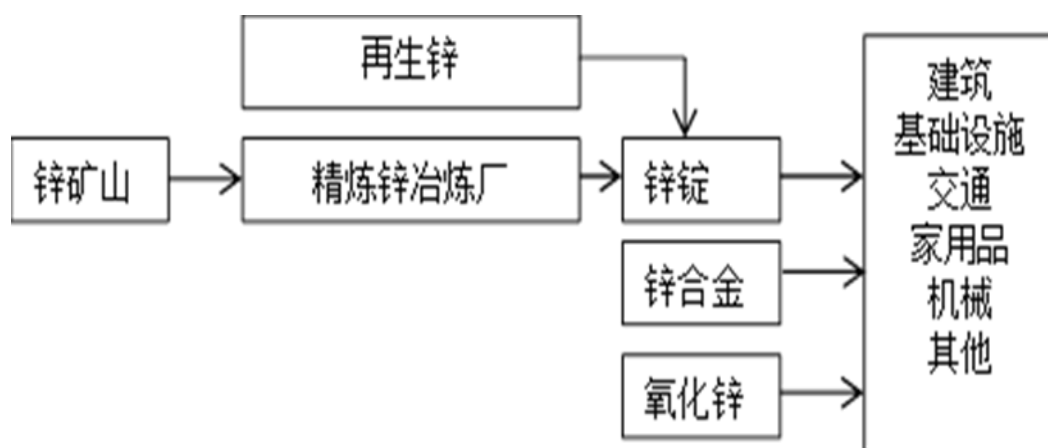 再生锌
锌矿山
精炼锌冶炼厂
锌锭
锌合金
氧化锌
建筑
基础设施
交通
家用品
机械
其他